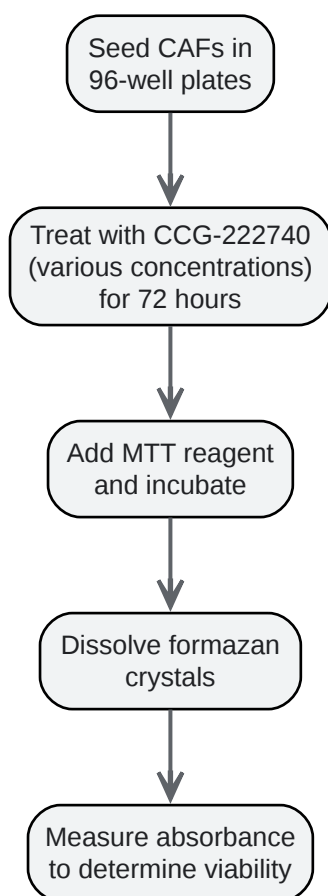 Seed CAFs in
96-well plates
Treat with CCG-222740
(various concentrations)
for 72 hours
Add MTT reagent
and incubate
Dissolve formazan
crystals
Measure absorbance
to determine viability